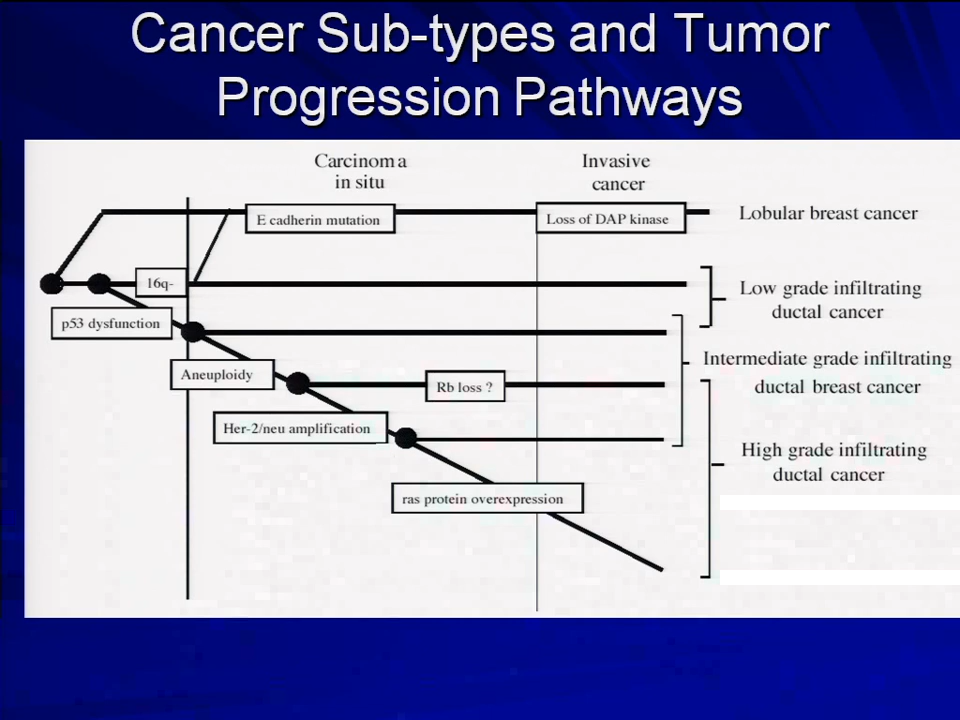 Cancer Sub-types and Tumor
Progression Pathways
Carcinoma
in situ
Invasive
cancer
E cadherin mutation
Loss of DAP kinase
Lobular breast cancer
16q-
Low grade infiltrating
ductal cancer
p53 dysfunction
Intermediate grade infiltrating
ductal breast cancer
Aneuploidy
Rb loss ?
Her-2/neu amplification
High grade infiltrating
ductal cancer
ras protein overexpression